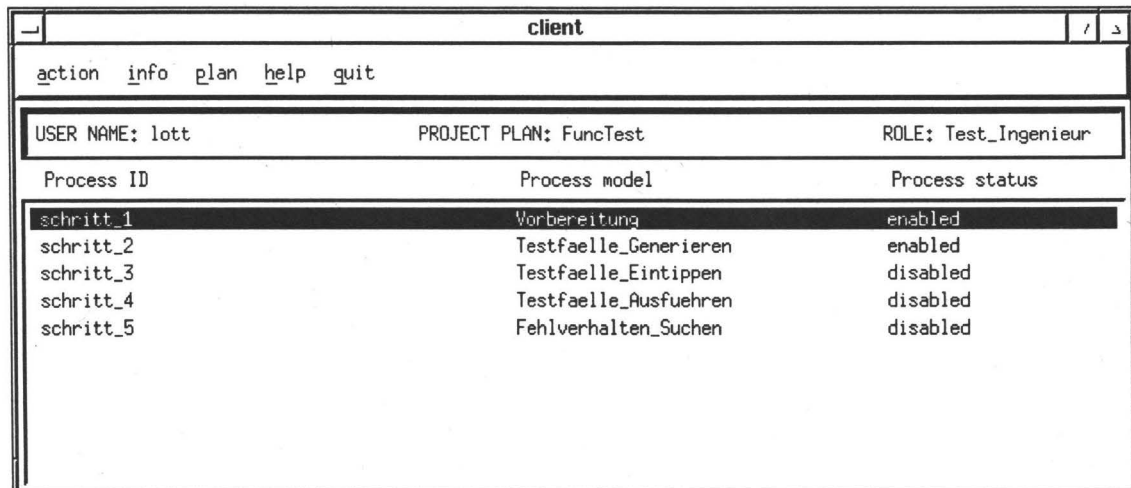 client
action info plan help quit
USER NAME: lott PROJECT PLAN: FuncTest ROLE: Test_Ingenieur
Process ID Process model Process status
schritt_1 Vorbereitung enabled
schritt_2 Testfaelle_Generieren enabled
schritt_3 Testfaelle_Eintippen disabled
schritt_4 Testfaelle_Ausfuehren disabled
schritt_5 Fehlverhalten_Suchen disabled